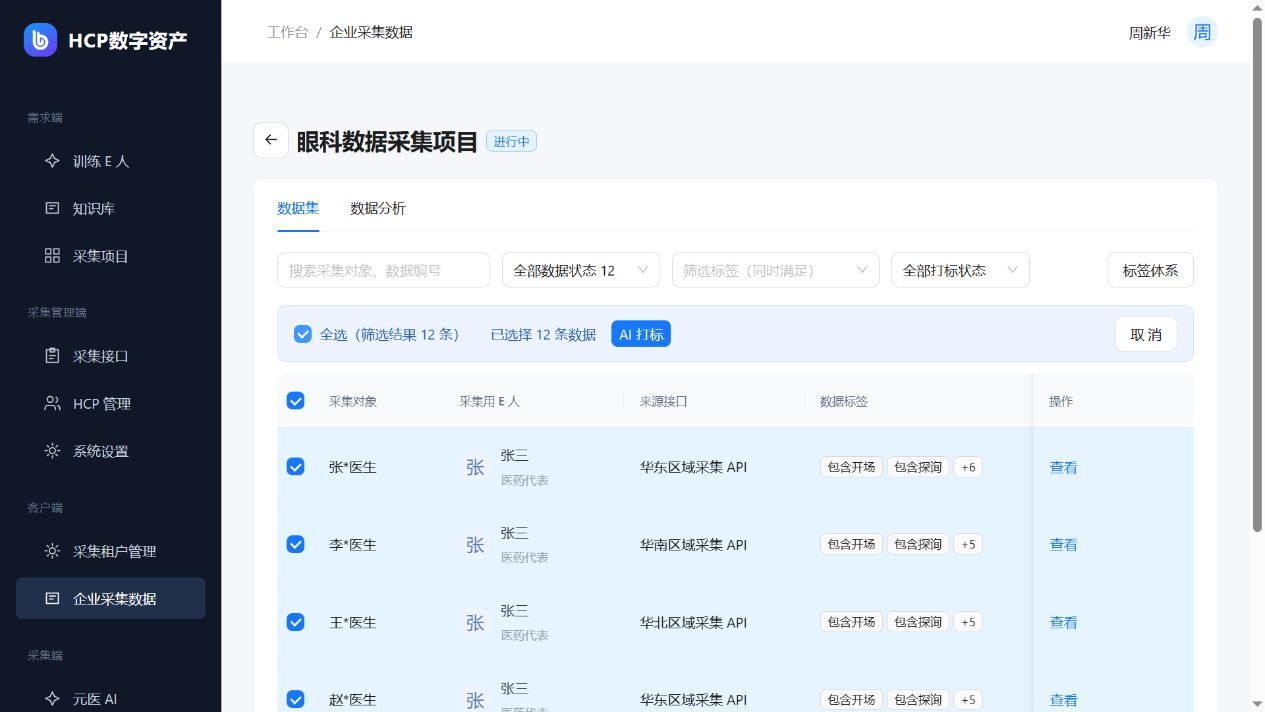 HCP数字资产
需求端
训练 E 人
知识库
采集项目
采集管理端
采集接口
HCP 管理
系统设置
客户端
采集租户管理
企业采集数据
采集端
元医 AI
工作台 / 企业采集数据
周新华 周
眼科数据采集项目 进行中
数据集 数据分析
搜索采集对象、数据编号 全部数据状态 12 筛选标签（同时满足） 全部打标状态 标签体系
全选（筛选结果 12 条） 已选择 12 条数据 AI 打标 取消
采集对象 采集用 E 人 来源接口 数据标签 操作
张*医生 张 张三 医药代表 华东区域采集 API 包含开场 包含探询 +6 查看
李*医生 张 张三 医药代表 华南区域采集 API 包含开场 包含探询 +5 查看
王*医生 张 张三 医药代表 华北区域采集 API 包含开场 包含探询 +5 查看
赵*医生 张 张三 医药代表 华东区域采集 API 包含开场 包含探询 +5 查看